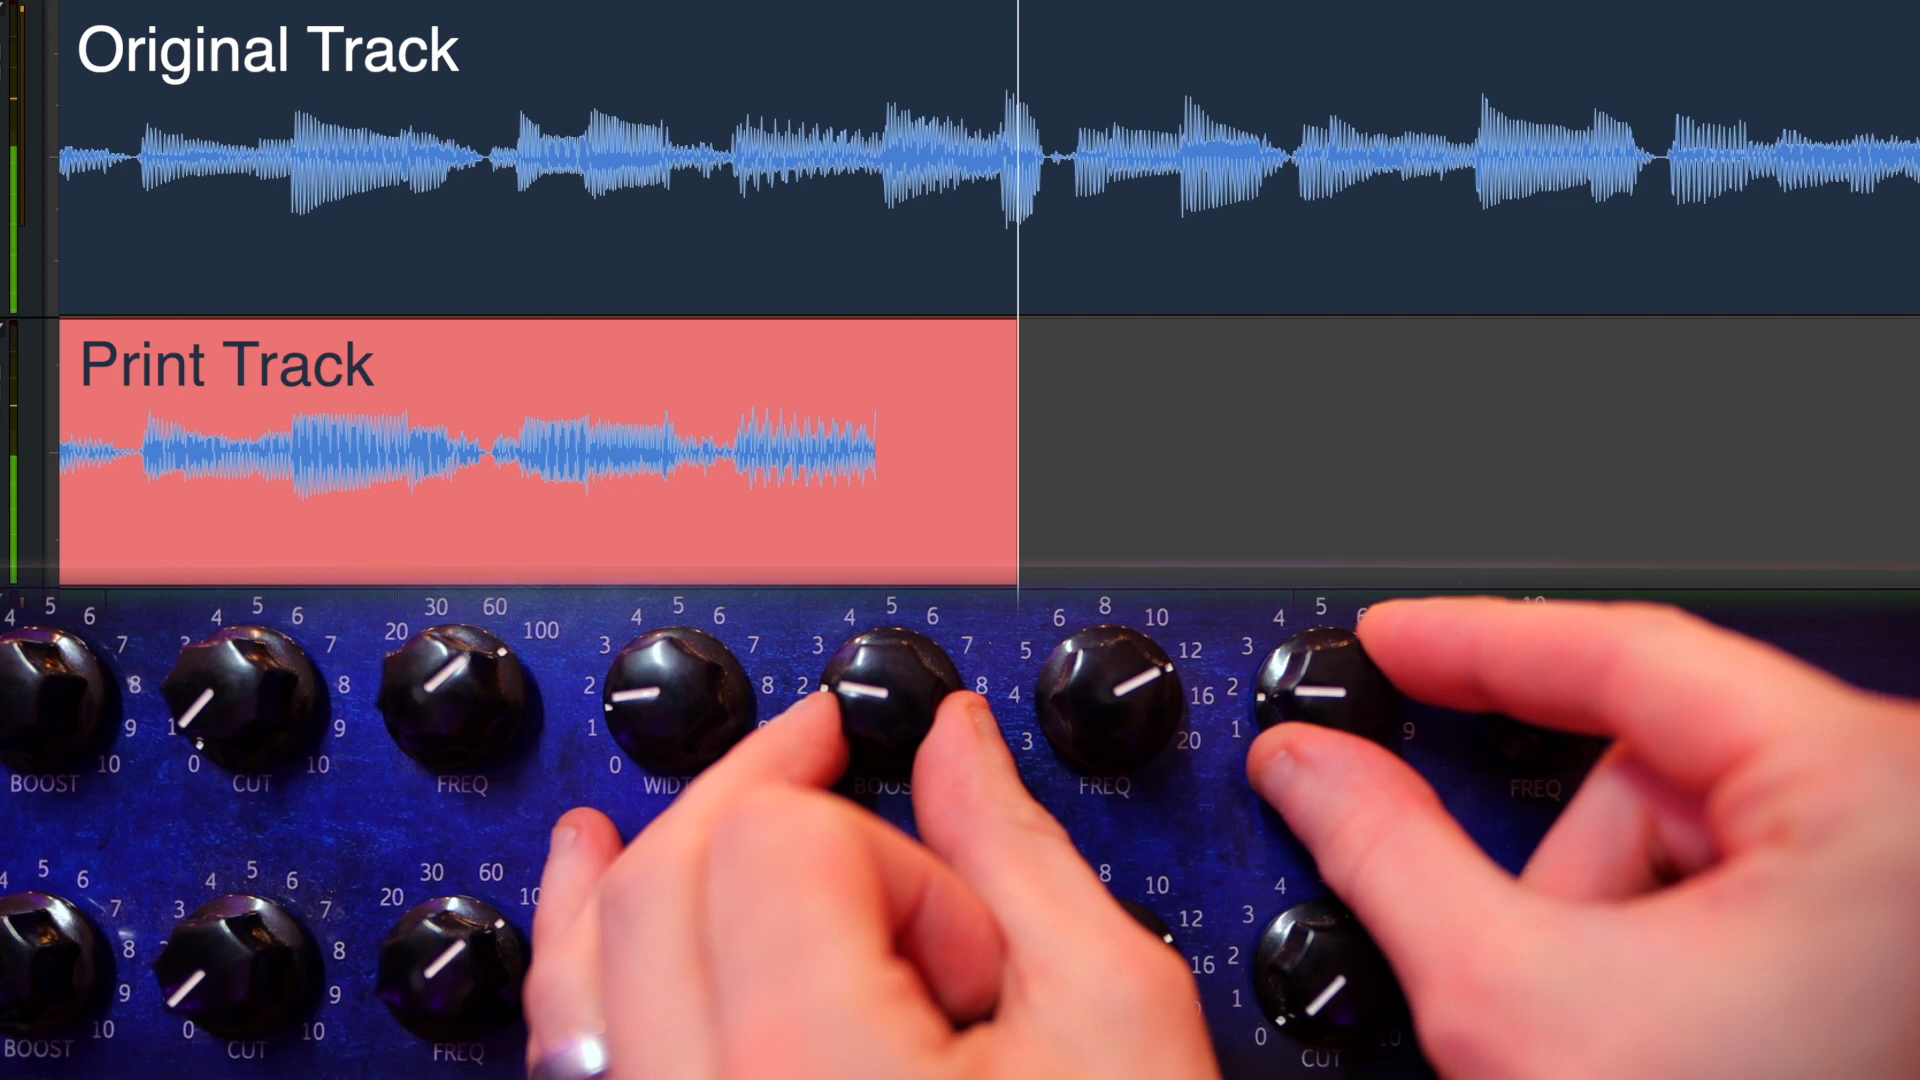 Original Track
Print Track
4 5 6 7 8 9 10 BOOST
0 1 3 4 5 6 7 8 9 10 CUT
20 30 60 100 FREQ
0 1 2 3 4 5 6 7 8
2 3 4 5 6 7 8
3 4 5 6 8 10 12 16 20 FREQ
1 2 3 4 5 9
FREQ
4 5 6 7 8 9 10 BOOST
0 3 4 5 6 7 8 9 10 CUT
20 30 60 FREQ
8 10 12 16
0 1 2 3 4 10 CUT